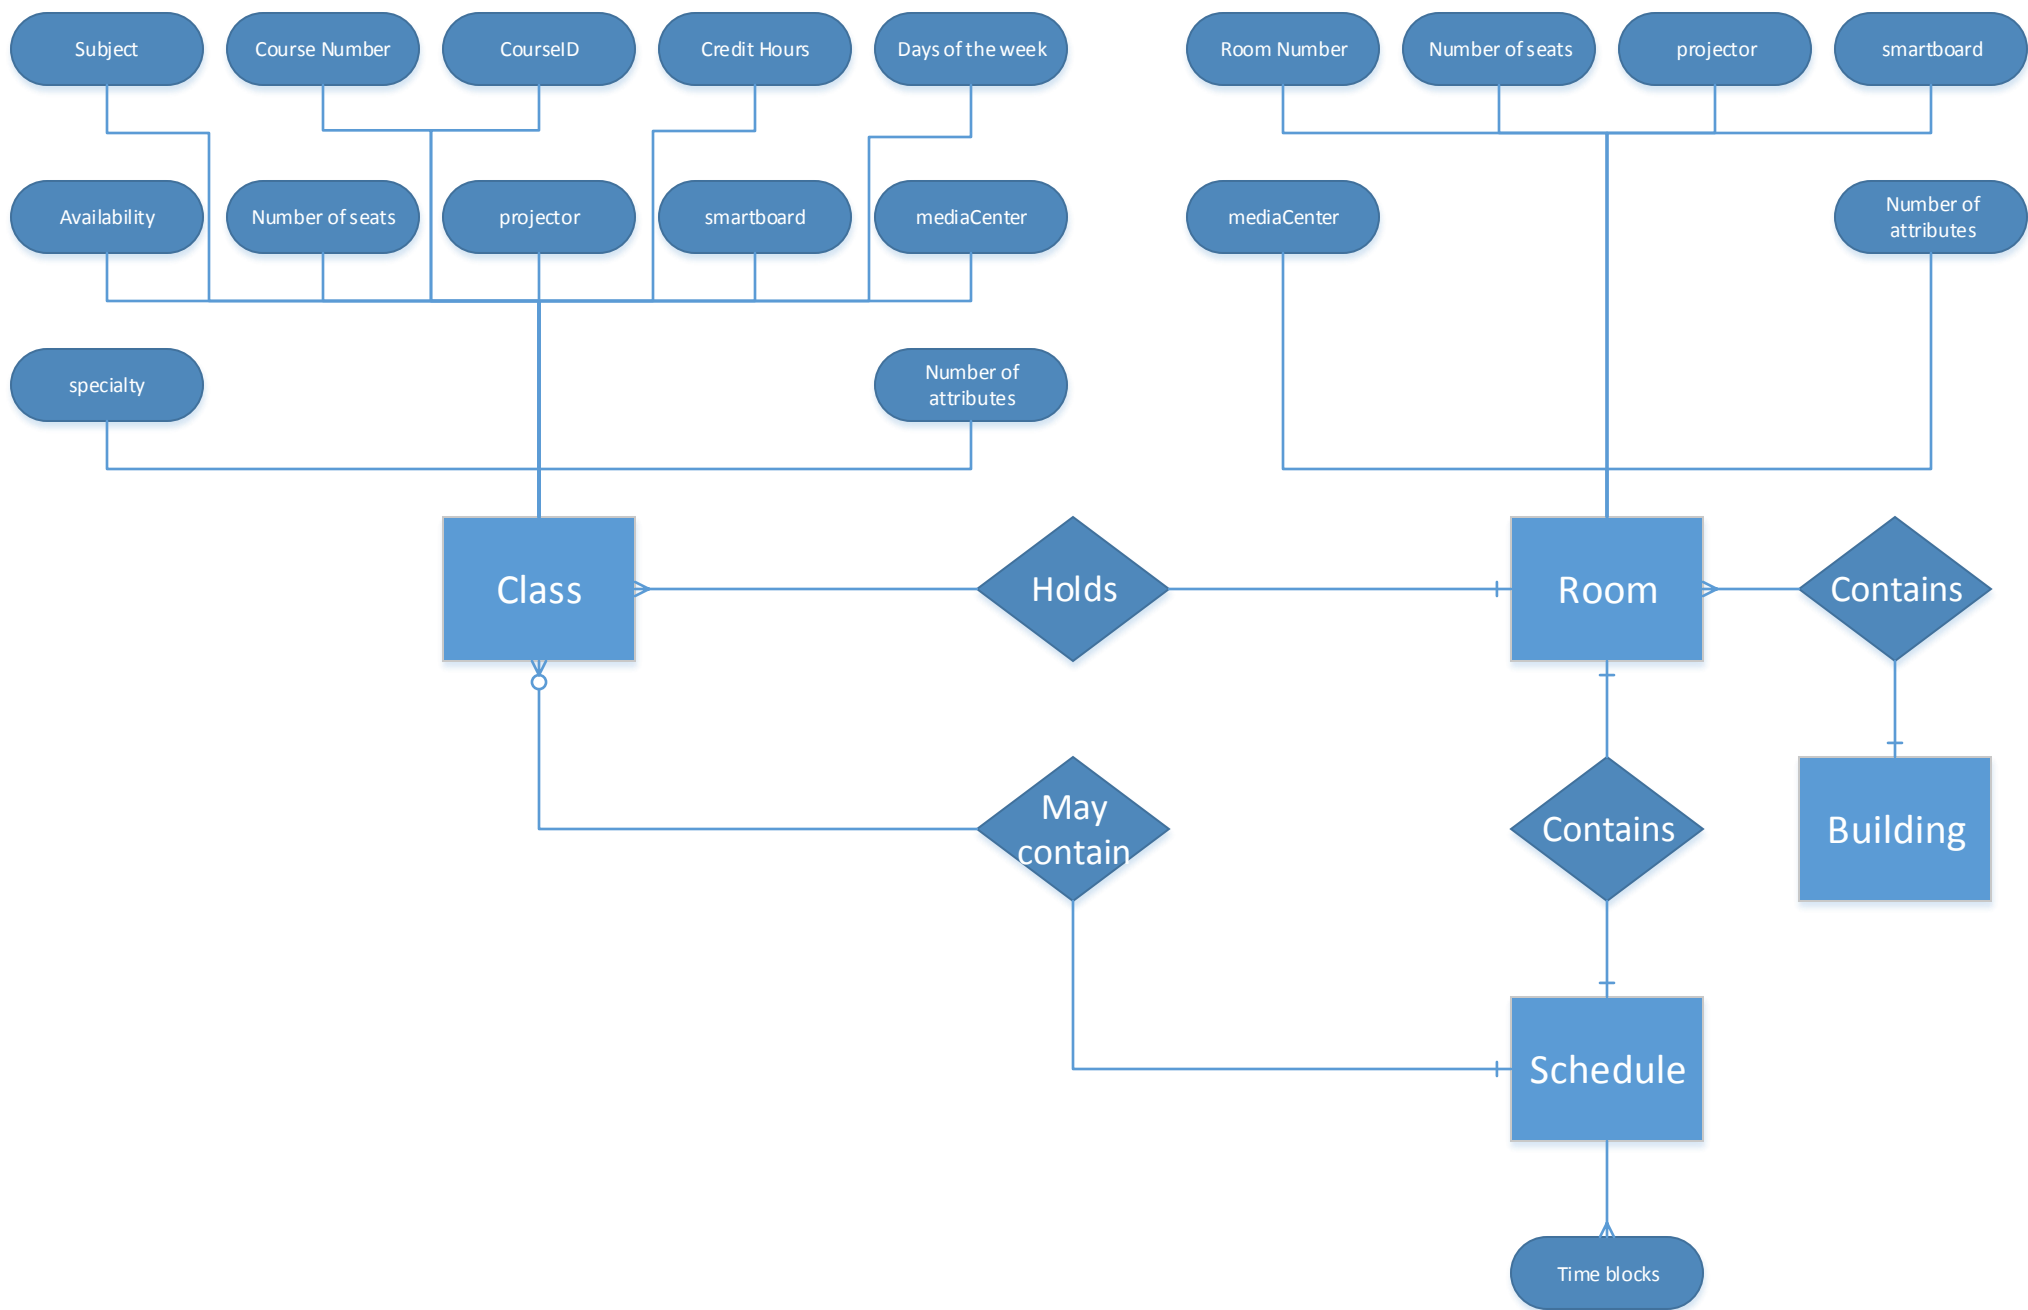 Subject
Course Number
CourseID
Credit Hours
Days of the week
Room Number
Number of seats
projector
smartboard
Availability
Number of seats
projector
smartboard
mediaCenter
mediaCenter
Number of
attributes
specialty
Number of
attributes
Class
Holds
Room
Contains
May
contain
Contains
Building
Schedule
Time blocks